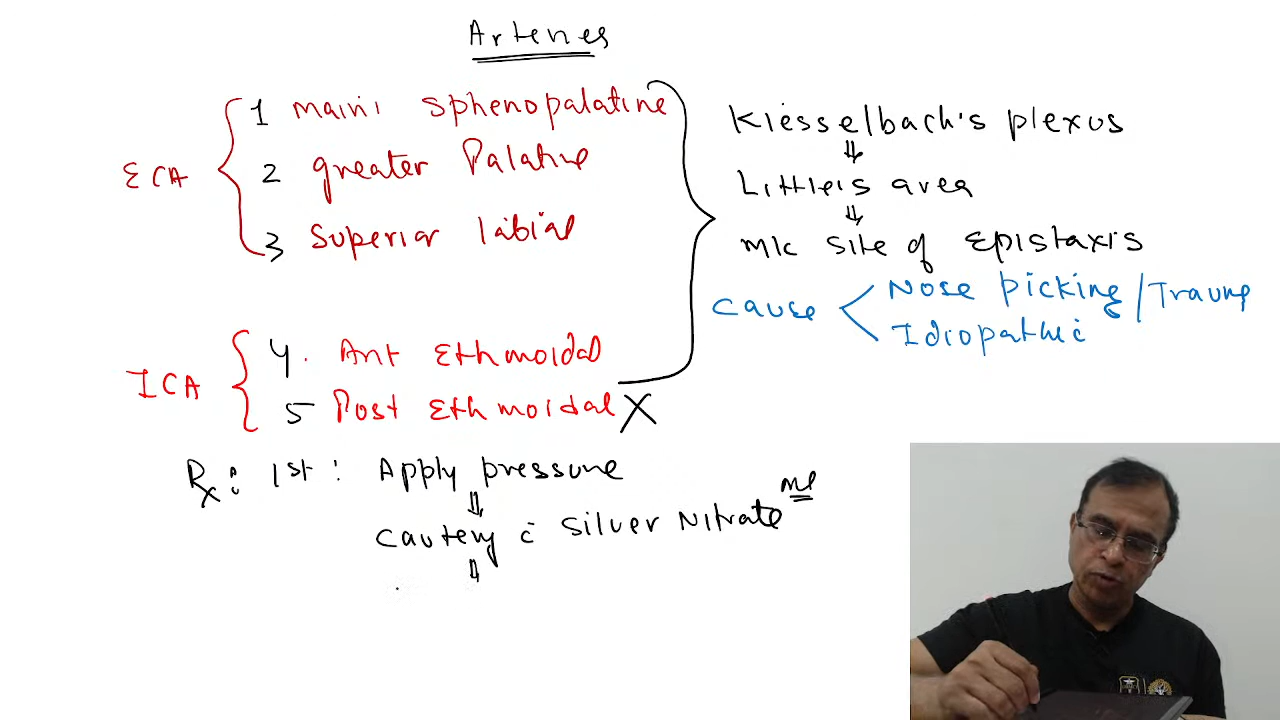 Arteries
ECA
1 main: sphenopalatine
2 greater Palatine
3 Superior labial
ICA
4. Ant Ethmoidal
5 Post Ethmoidal X
Kiesselbach's plexus
⇓
Little's area
⇓
M/c site of Epistaxis
cause
Nose picking / Trauma
Idiopathic
Rx: 1st: Apply pressure
⇓
cautery c̄ Silver Nitrate
⇓